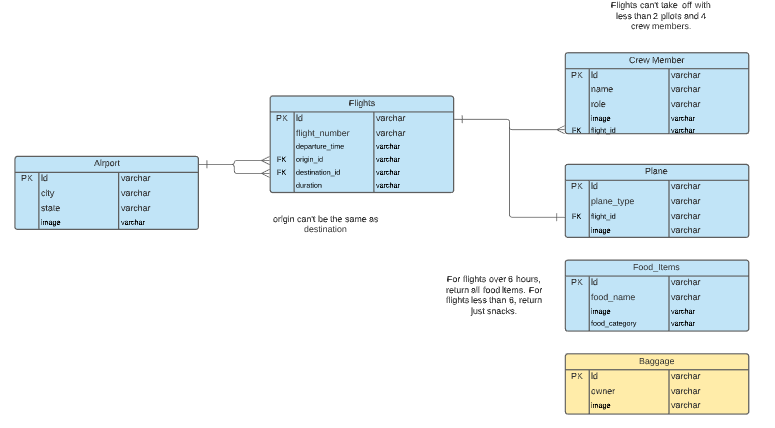 Flights can't take off with
less than 2 pilots and 4
crew members.
Crew Member
PK Id varchar
name varchar
role varchar
image varchar
FK flight_id varchar
Flights
PK Id varchar
flight_number varchar
departure_time varchar
FK origin_id varchar
FK destination_id varchar
duration varchar
Airport
PK Id varchar
city varchar
state varchar
image varchar
origin can't be the same as
destination
Plane
PK Id varchar
plane_type varchar
FK flight_id varchar
image varchar
For flights over 6 hours,
return all food items. For
flights less than 6, return
just snacks.
Food_Items
PK Id varchar
food_name varchar
image varchar
food_category varchar
Baggage
PK Id varchar
owner varchar
image varchar